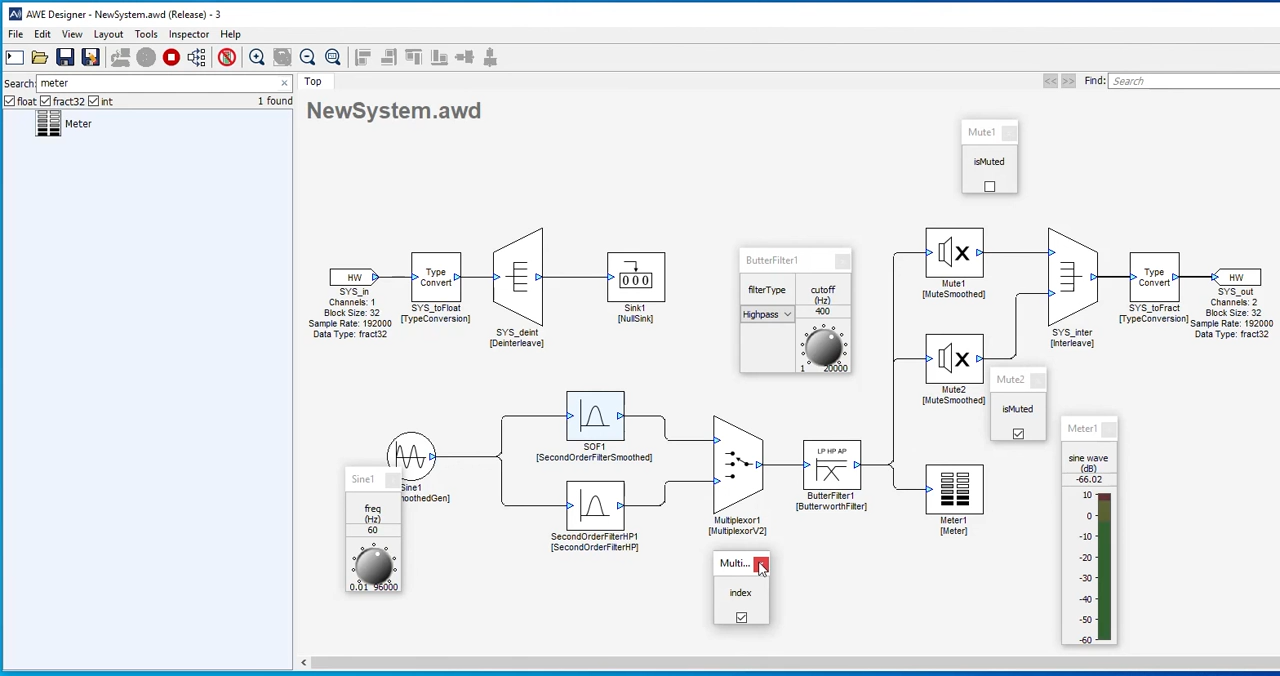 AWE Designer - NewSystem.awd (Release) - 3
File Edit View Layout Tools Inspector Help
Search: meter
float fract32 int 1 found
Meter
Top
<< >> Find: Search
NewSystem.awd
Mute1
isMuted
HW
SYS_in
Channels: 1
Block Size: 32
Sample Rate: 192000
Data Type: fract32
Type
Convert
SYS_toFloat
[TypeConversion]
SYS_deint
[Deinterleave]
000
Sink1
[NullSink]
ButterFilter1
filterType
Highpass
cutoff
(Hz)
400
1 20000
X
Mute1
[MuteSmoothed]
X
Mute2
[MuteSmoothed]
SYS_inter
[Interleave]
Type
Convert
SYS_toFract
[TypeConversion]
HW
SYS_out
Channels: 2
Block Size: 32
Sample Rate: 192000
Data Type: fract32
Mute2
isMuted
Sine1
moothedGen]
Sine1
freq
(Hz)
60
0.01 96000
SOF1
[SecondOrderFilterSmoothed]
SecondOrderFilterHP1
[SecondOrderFilterHP]
Multiplexor1
[MultiplexorV2]
Multi...
index
LP HP AP
ButterFilter1
[ButterworthFilter]
Meter1
[Meter]
Meter1
sine wave
(dB)
-66.02
10
0
-10
-20
-30
-40
-50
-60